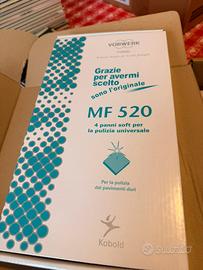 VORWERK
Grazie
per avermi
scelto
sono l'originale
MF 520
4 panni soft per
la pulizia universale
Per la pulizia
dei pavimenti duri
Kobold
subito